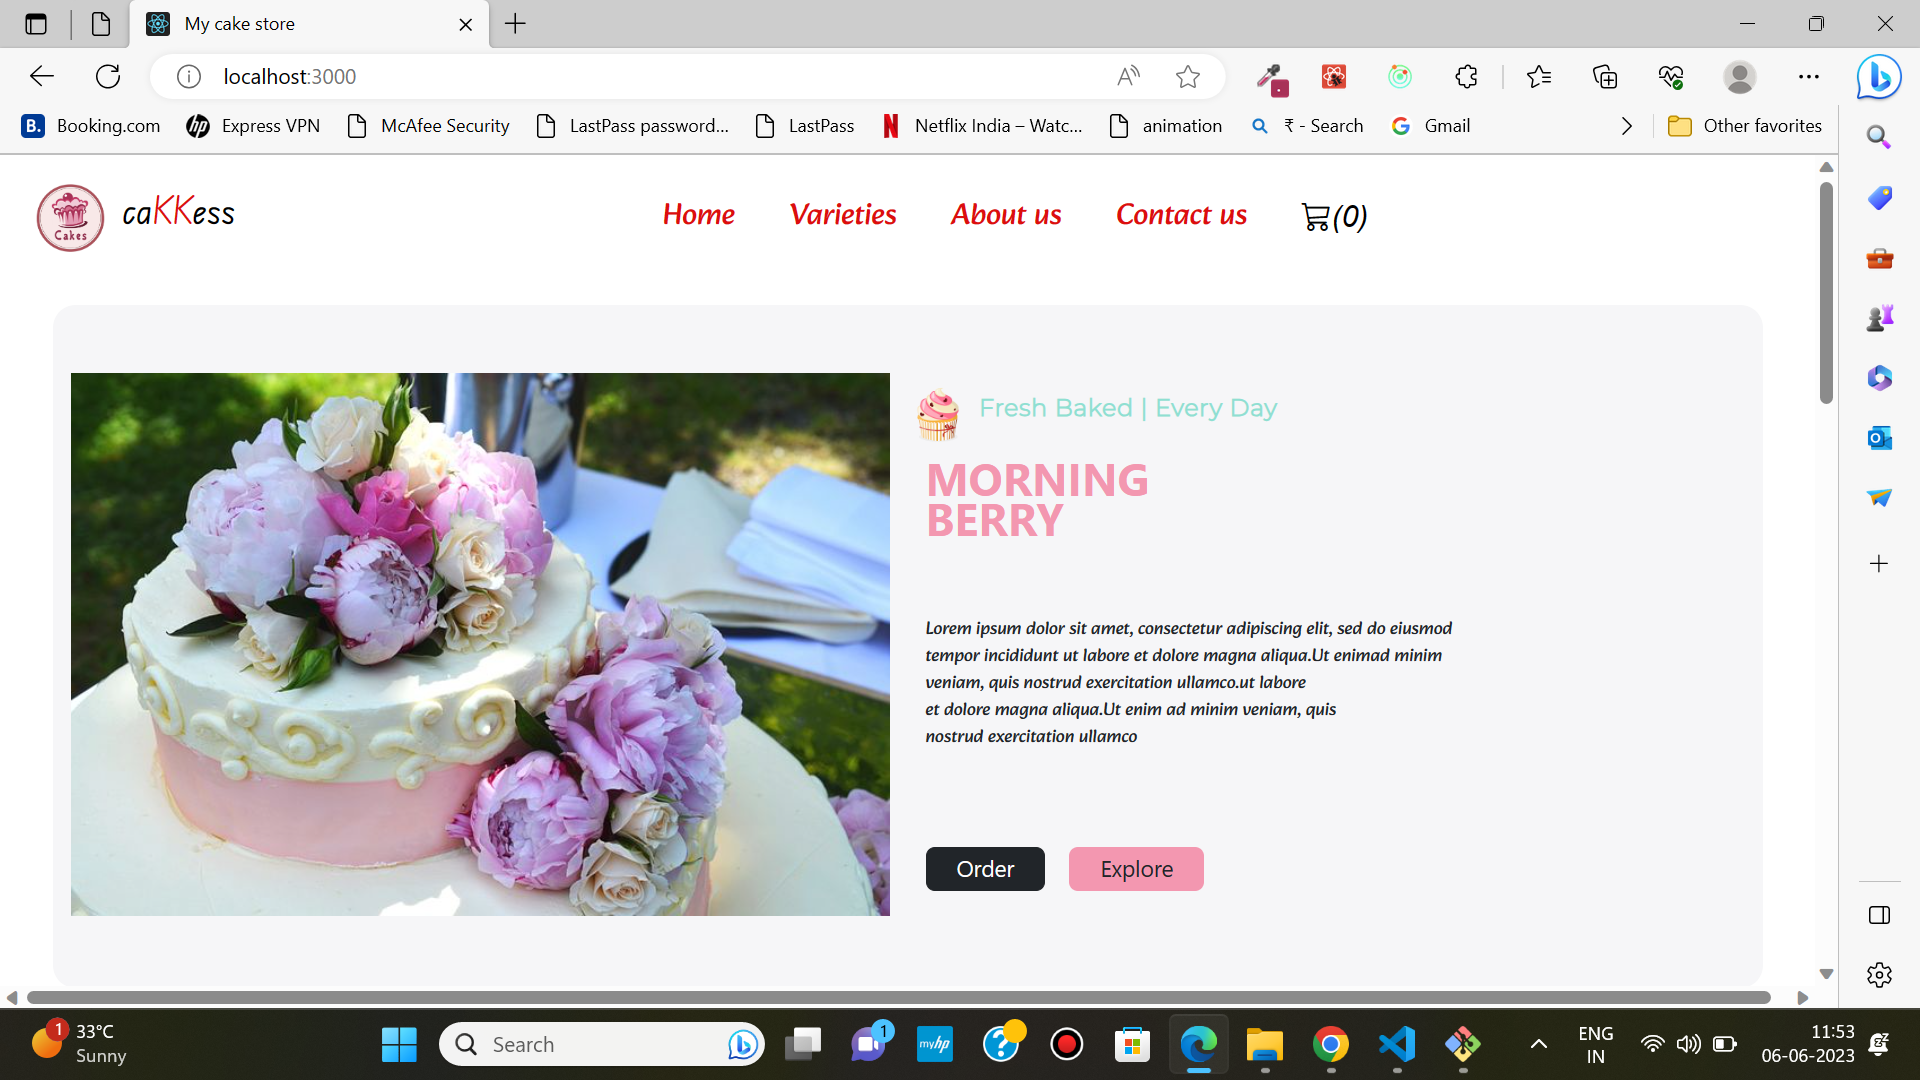 My cake store
localhost:3000
Booking.com
Express VPN
McAfee Security
LastPass password...
LastPass
Netflix India – Watc...
animation
₹ - Search
Gmail
Other favorites
Cakes
caKKess
Home
Varieties
About us
Contact us
(0)
Fresh Baked | Every Day
MORNING
BERRY
Lorem ipsum dolor sit amet, consectetur adipiscing elit, sed do eiusmod
tempor incididunt ut labore et dolore magna aliqua.Ut enimad minim
veniam, quis nostrud exercitation ullamco.ut labore
et dolore magna aliqua.Ut enim ad minim veniam, quis
nostrud exercitation ullamco
Order
Explore
1
33°C
Sunny
Search
1
myhp
ENG
IN
11:53
06-06-2023